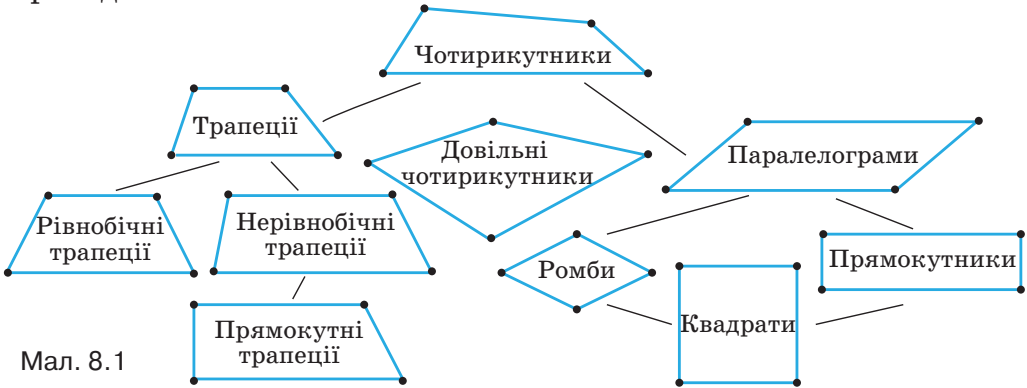 Чотирикутники
Трапеції
Довільні
чотирикутники
Паралелограми
Рівнобічні
трапеції
Нерівнобічні
трапеції
Ромби
Прямокутники
Прямокутні
трапеції
Квадрати
Мал. 8.1